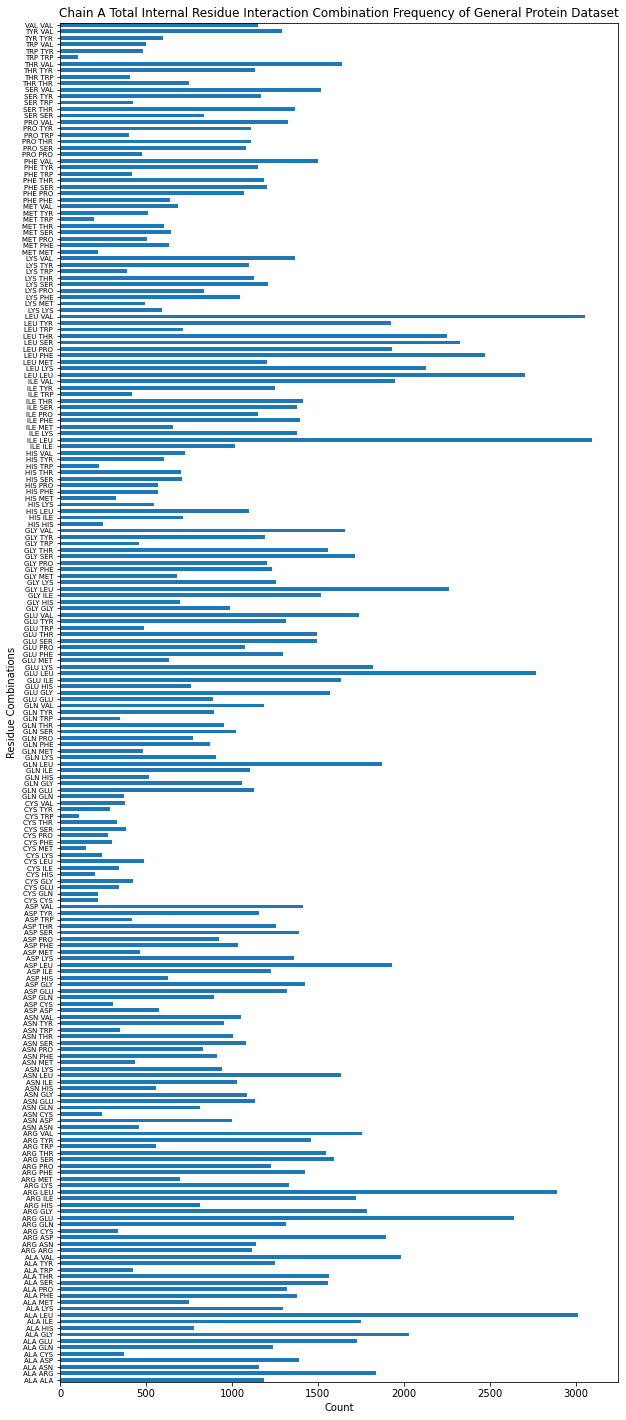 Chain A Total Internal Residue Interaction Combination Frequency of General Protein Dataset
VAL VAL
TYR VAL
TYR TYR
TRP VAL
TRP TYR
TRP TRP
THR VAL
THR TYR
THR TRP
THR THR
SER VAL
SER TYR
SER TRP
SER THR
SER SER
PRO VAL
PRO TYR
PRO TRP
PRO THR
PRO SER
PRO PRO
PHE VAL
PHE TYR
PHE TRP
PHE THR
PHE SER
PHE PRO
PHE PHE
MET VAL
MET TYR
MET TRP
MET THR
MET SER
MET PRO
MET PHE
MET MET
LYS VAL
LYS TYR
LYS TRP
LYS THR
LYS SER
LYS PRO
LYS PHE
LYS MET
LYS LYS
LEU VAL
LEU TYR
LEU TRP
LEU THR
LEU SER
LEU PRO
LEU PHE
LEU MET
LEU LYS
LEU LEU
ILE VAL
ILE TYR
ILE TRP
ILE THR
ILE SER
ILE PRO
ILE PHE
ILE MET
ILE LYS
ILE LEU
ILE ILE
HIS VAL
HIS TYR
HIS TRP
HIS THR
HIS SER
HIS PRO
HIS PHE
HIS MET
HIS LYS
HIS LEU
HIS ILE
HIS HIS
GLY VAL
GLY TYR
GLY TRP
GLY THR
GLY SER
GLY PRO
GLY PHE
GLY MET
GLY LYS
GLY LEU
GLY ILE
GLY HIS
GLY GLY
GLU VAL
GLU TYR
GLU TRP
GLU THR
GLU SER
GLU PRO
GLU PHE
GLU MET
GLU LYS
GLU LEU
GLU ILE
GLU HIS
GLU GLY
GLU GLU
GLN VAL
GLN TYR
GLN TRP
GLN THR
GLN SER
GLN PRO
GLN PHE
GLN MET
GLN LYS
GLN LEU
GLN ILE
GLN HIS
GLN GLY
GLN GLU
GLN GLN
CYS VAL
CYS TYR
CYS TRP
CYS THR
CYS SER
CYS PRO
CYS PHE
CYS MET
CYS LYS
CYS LEU
CYS ILE
CYS HIS
CYS GLY
CYS GLU
CYS GLN
CYS CYS
ASP VAL
ASP TYR
ASP TRP
ASP THR
ASP SER
ASP PRO
ASP PHE
ASP MET
ASP LYS
ASP LEU
ASP ILE
ASP HIS
ASP GLY
ASP GLU
ASP GLN
ASP CYS
ASP ASP
ASN VAL
ASN TYR
ASN TRP
ASN THR
ASN SER
ASN PRO
ASN PHE
ASN MET
ASN LYS
ASN LEU
ASN ILE
ASN HIS
ASN GLY
ASN GLU
ASN GLN
ASN CYS
ASN ASP
ASN ASN
ARG VAL
ARG TYR
ARG TRP
ARG THR
ARG SER
ARG PRO
ARG PHE
ARG MET
ARG LYS
ARG LEU
ARG ILE
ARG HIS
ARG GLY
ARG GLU
ARG GLN
ARG CYS
ARG ASP
ARG ASN
ARG ARG
ALA VAL
ALA TYR
ALA TRP
ALA THR
ALA SER
ALA PRO
ALA PHE
ALA MET
ALA LYS
ALA LEU
ALA ILE
ALA HIS
ALA GLY
ALA GLU
ALA GLN
ALA CYS
ALA ASP
ALA ASN
ALA ARG
ALA ALA
Residue Combinations
0 500 1000 1500 2000 2500 3000
Count